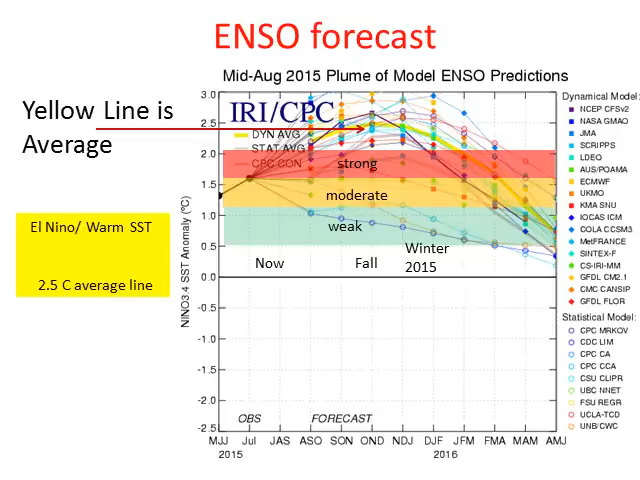 ENSO forecast
Mid-Aug 2015 Plume of Model ENSO Predictions
Yellow Line is
Average
El Nino/ Warm SST
2.5 C average line
NINO3.4 SST Anomaly (°C)
3.0
2.5
2.0
1.5
1.0
0.5
0.0
-0.5
-1.0
-1.5
-2.0
-2.5
IRI/CPC
DYN AVG
STAT AVG
CPC CON
strong
moderate
weak
Now
Fall
Winter
2015
OBS
FORECAST
MJJ
Jul
JAS
ASO
SON
OND
NDJ
DJF
JFM
FMA
MAM
AMJ
2015
2016
Dynamical Model:
NCEP CFSv2
NASA GMAO
JMA
SCRIPPS
LDEO
AUS/POAMA
ECMWF
UKMO
KMA SNU
IOCAS ICM
COLA CCSM3
MetFRANCE
SINTEX-F
CS-IRI-MM
GFDL CM2.1
CMC CANSIP
GFDL FLOR
Statistical Model:
CPC MRKOV
CDC LIM
CPC CA
CPC CCA
CSU CLIPR
UBC NNET
FSU REGR
UCLA-TCD
UNB/CWC